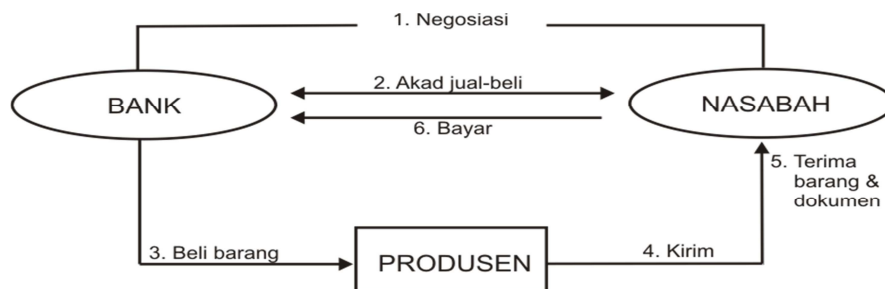 1. Negosiasi
BANK
2. Akad jual-beli
NASABAH
6. Bayar
5. Terima
barang &
dokumen
3. Beli barang
PRODUSEN
4. Kirim